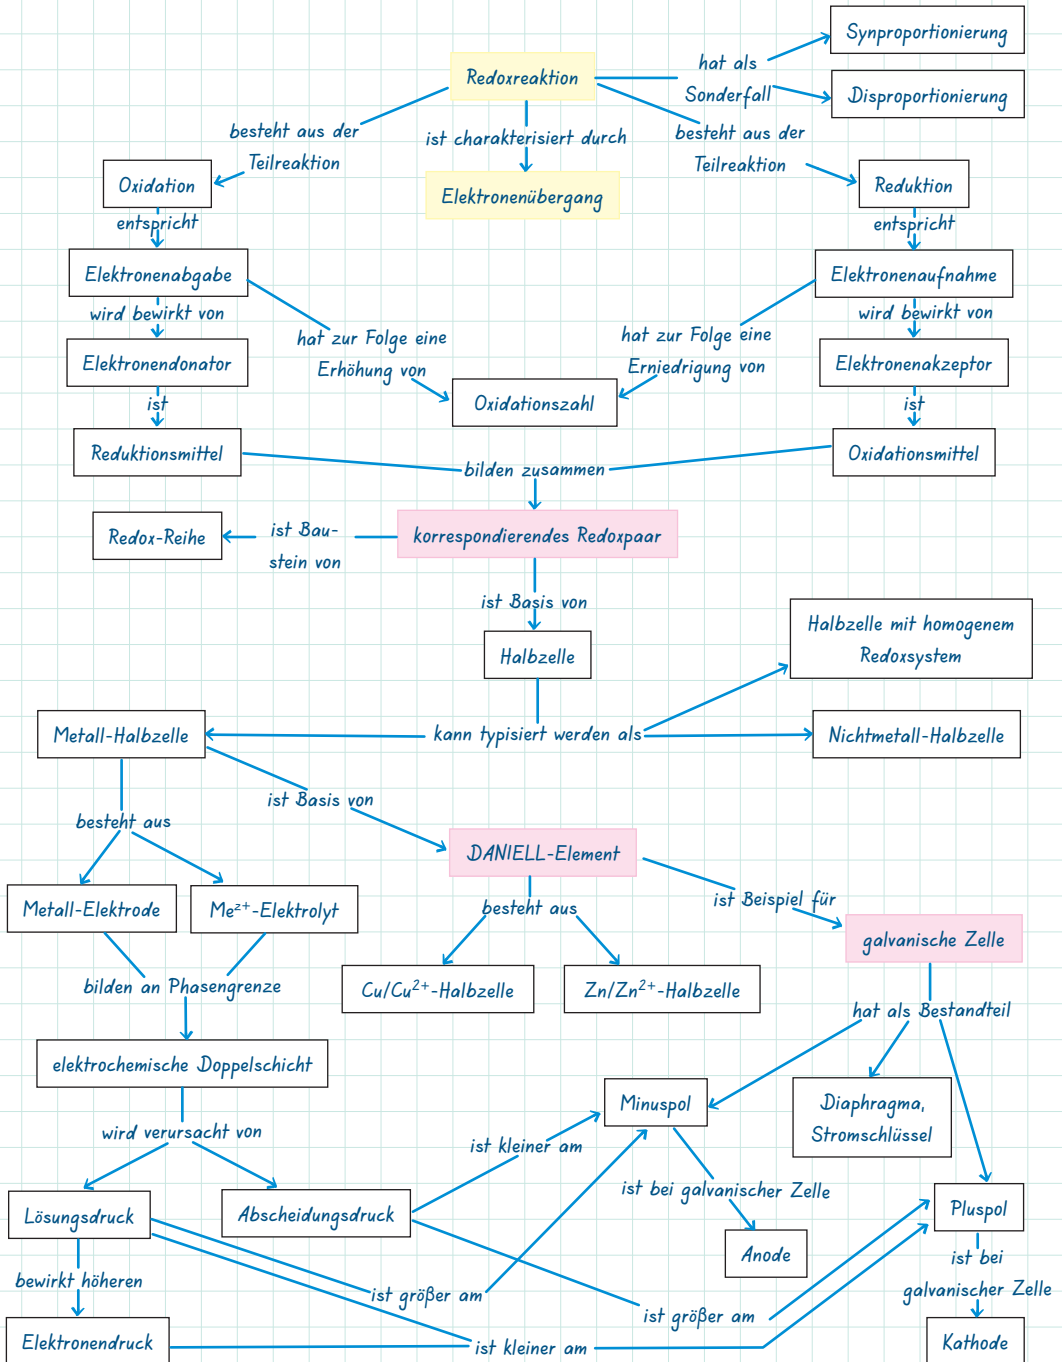 Synproportionierung
hat als
Sonderfall
Redoxreaktion
Disproportionierung
besteht aus der
Teilreaktion
ist charakterisiert durch
besteht aus der
Teilreaktion
Oxidation
Elektronenübergang
Reduktion
entspricht
entspricht
Elektronenabgabe
Elektronenaufnahme
wird bewirkt von
wird bewirkt von
hat zur Folge eine
Erhöhung von
hat zur Folge eine
Erniedrigung von
Elektronendonator
Elektronenakzeptor
Oxidationszahl
ist
ist
Reduktionsmittel
Oxidationsmittel
bilden zusammen
Redox-Reihe
ist Bau-
stein von
korrespondierendes Redoxpaar
ist Basis von
Halbzelle
Halbzelle mit homogenem
Redoxsystem
Metall-Halbzelle
kann typisiert werden als
Nichtmetall-Halbzelle
ist Basis von
besteht aus
DANIELL-Element
Metall-Elektrode
Meᶻ⁺-Elektrolyt
besteht aus
ist Beispiel für
galvanische Zelle
bilden an Phasengrenze
Cu/Cu²⁺-Halbzelle
Zn/Zn²⁺-Halbzelle
hat als Bestandteil
elektrochemische Doppelschicht
Minuspol
Diaphragma,
Stromschlüssel
wird verursacht von
ist kleiner am
ist bei galvanischer Zelle
Lösungsdruck
Abscheidungsdruck
Pluspol
Anode
ist bei
galvanischer Zelle
bewirkt höheren
ist größer am
ist größer am
Elektronendruck
ist kleiner am
Kathode